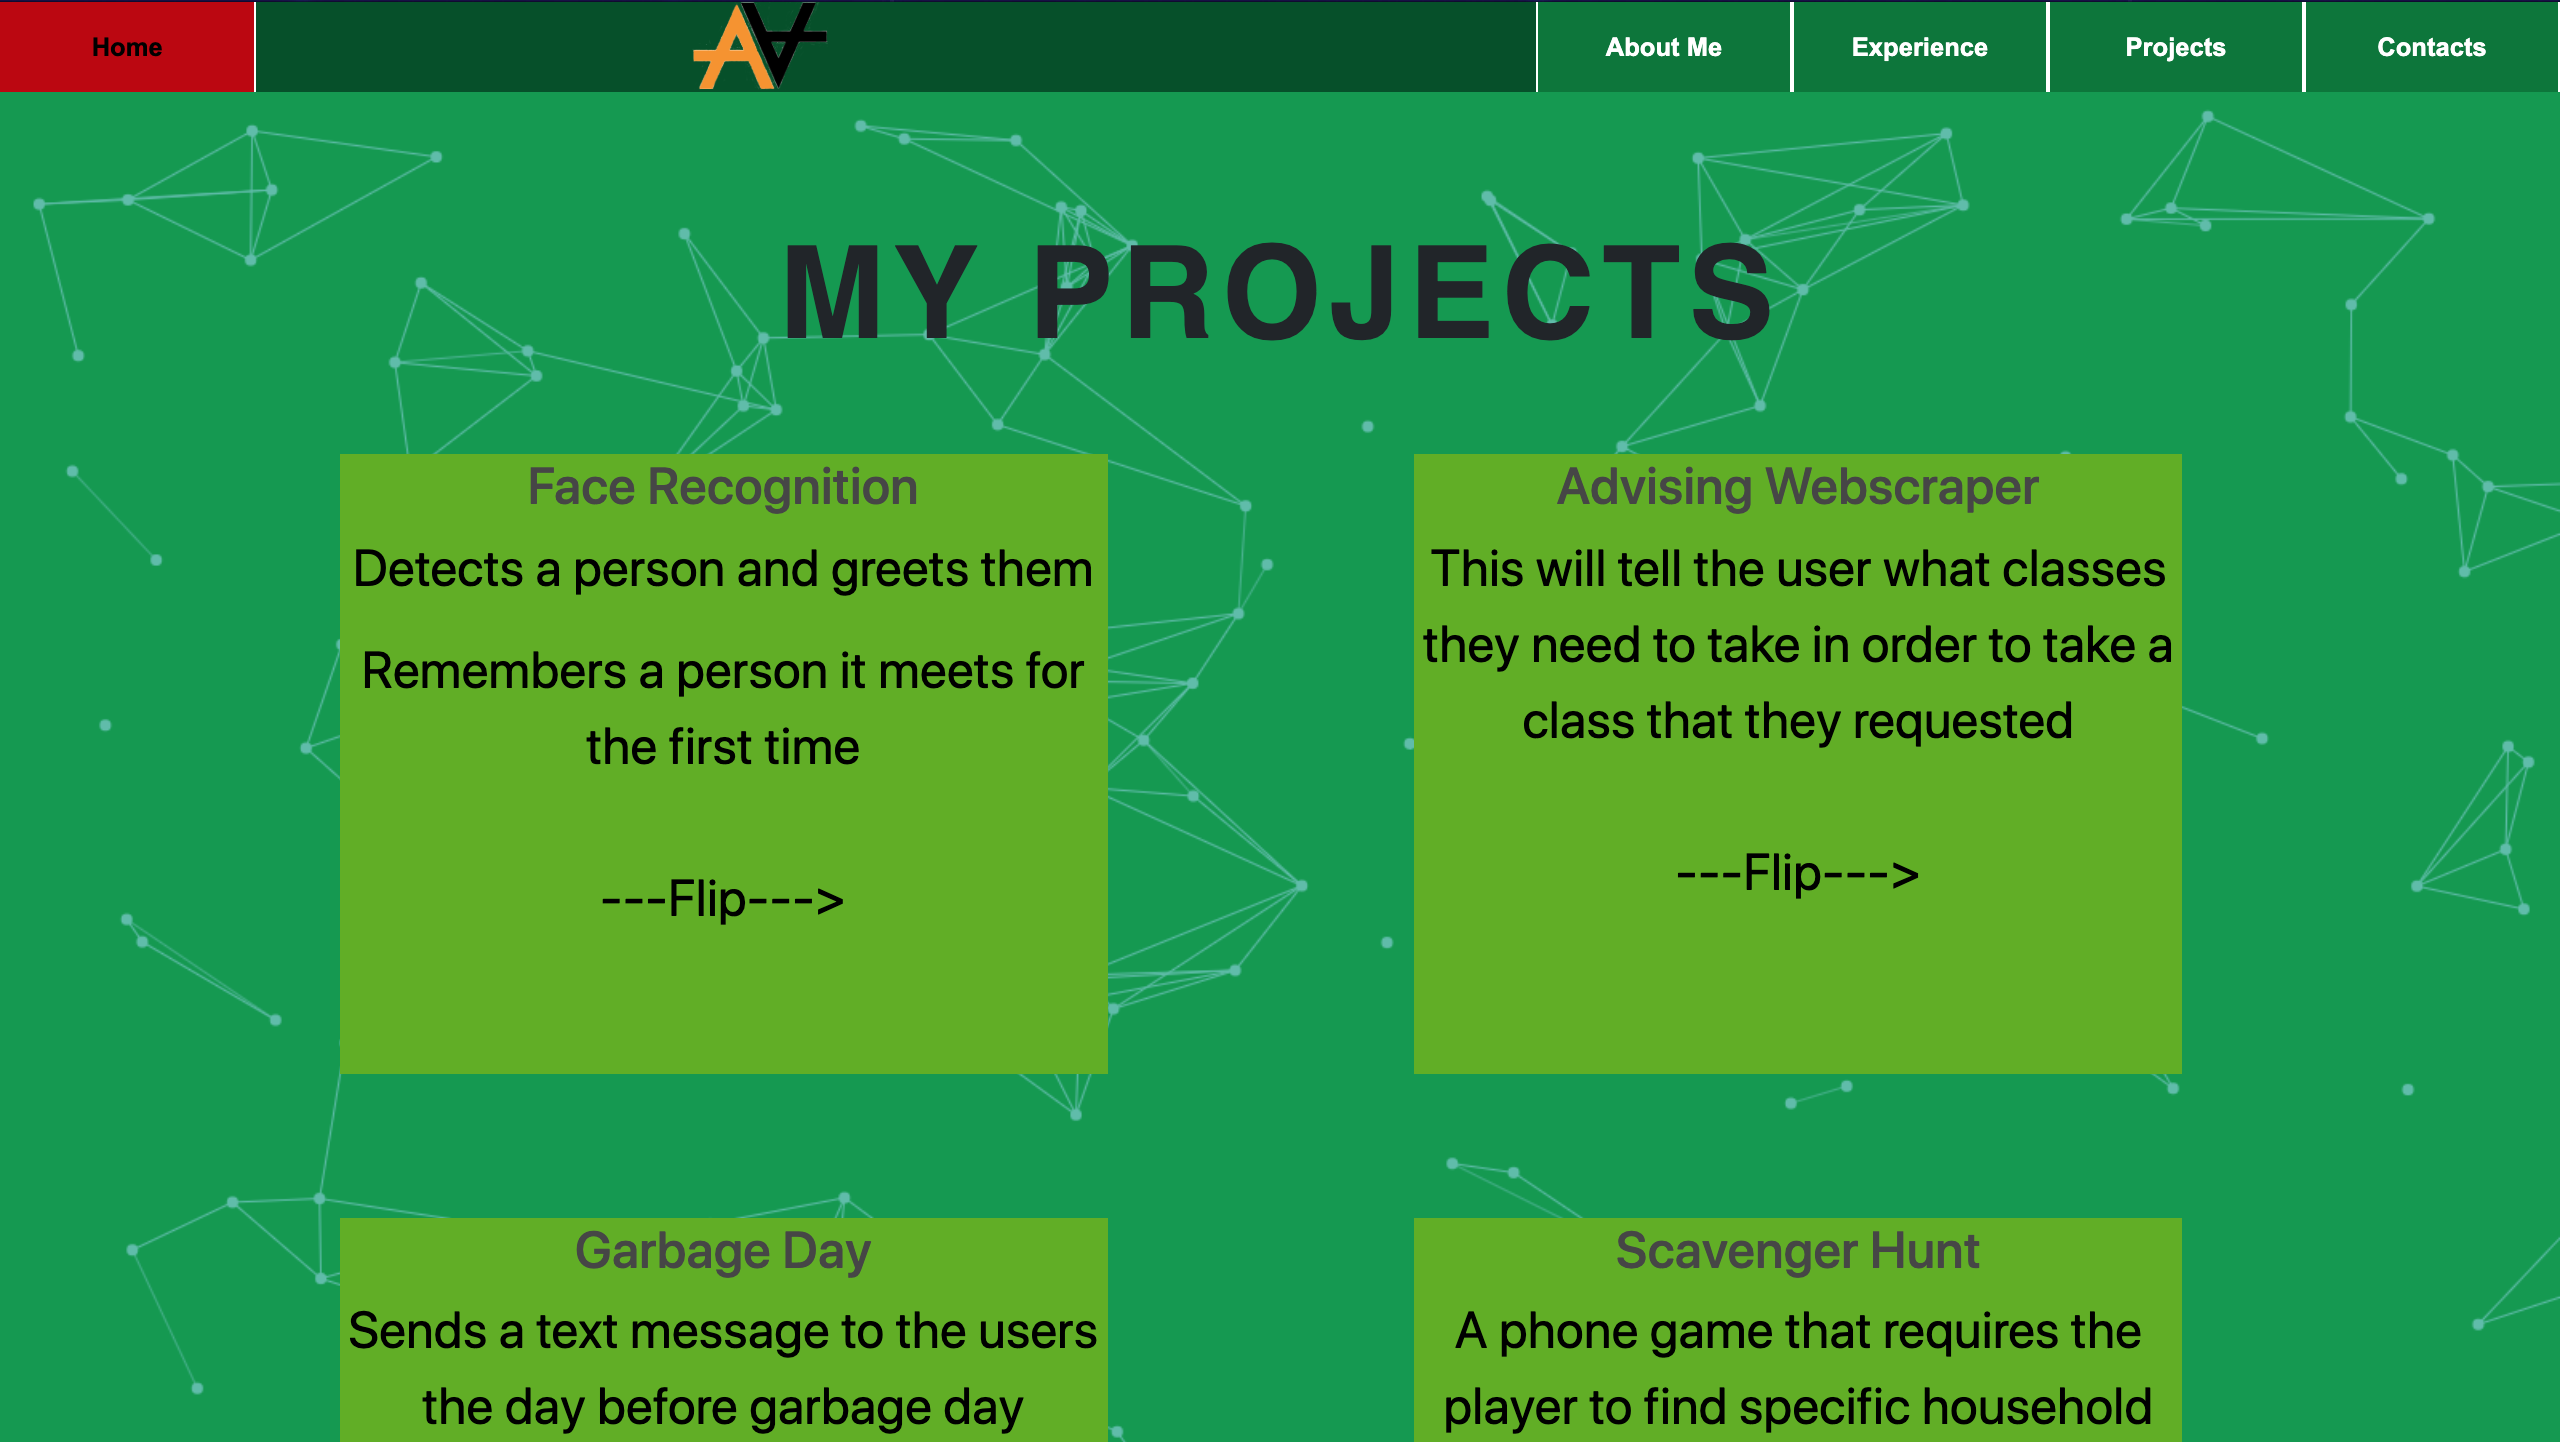 Home
About Me
Experience
Projects
Contacts
MY PROJECTS
Face Recognition
Detects a person and greets them
Remembers a person it meets for
the first time
---Flip--->
Advising Webscraper
This will tell the user what classes
they need to take in order to take a
class that they requested
---Flip--->
Garbage Day
Sends a text message to the users
the day before garbage day
Scavenger Hunt
A phone game that requires the
player to find specific household